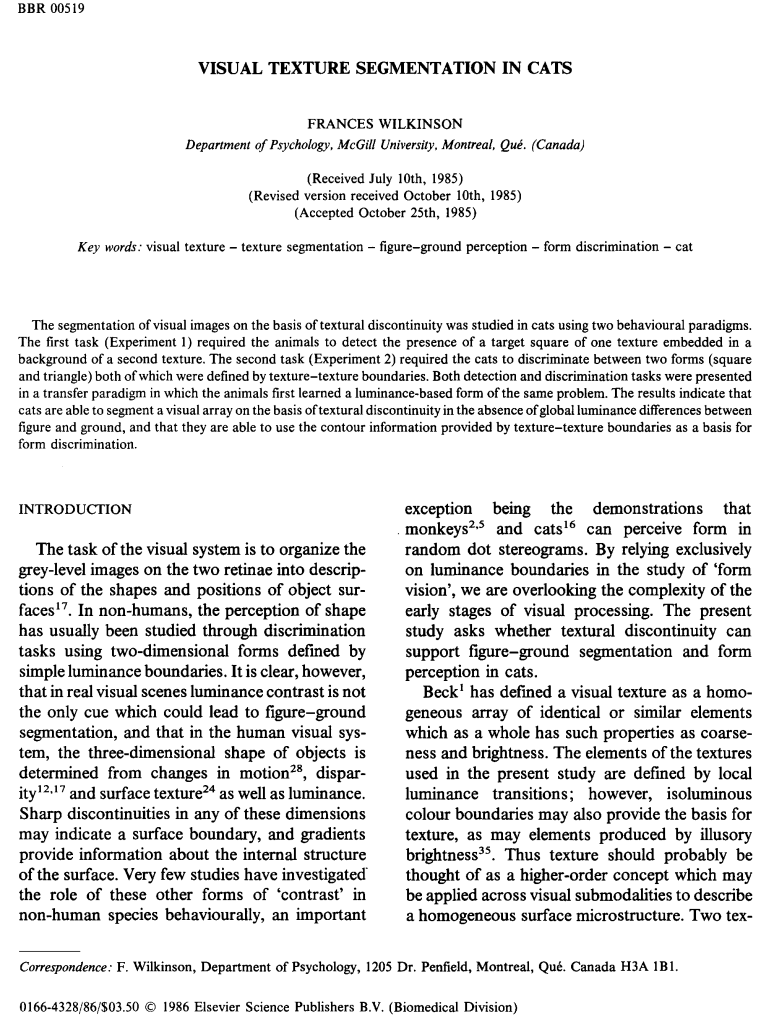 BBR 00519
VISUAL TEXTURE SEGMENTATION IN CATS
FRANCES WILKINSON
Department of Psychology, McGill University, Montreal, Qué. (Canada)
(Received July 10th, 1985)
(Revised version received October 10th, 1985)
(Accepted October 25th, 1985)
Key words: visual texture – texture segmentation – figure–ground perception – form discrimination – cat
The segmentation of visual images on the basis of textural discontinuity was studied in cats using two behavioural paradigms.
The first task (Experiment 1) required the animals to detect the presence of a target square of one texture embedded in a
background of a second texture. The second task (Experiment 2) required the cats to discriminate between two forms (square
and triangle) both of which were defined by texture–texture boundaries. Both detection and discrimination tasks were presented
in a transfer paradigm in which the animals first learned a luminance-based form of the same problem. The results indicate that
cats are able to segment a visual array on the basis of textural discontinuity in the absence of global luminance differences between
figure and ground, and that they are able to use the contour information provided by texture–texture boundaries as a basis for
form discrimination.
INTRODUCTION
The task of the visual system is to organize the
grey-level images on the two retinae into descrip-
tions of the shapes and positions of object sur-
faces17. In non-humans, the perception of shape
has usually been studied through discrimination
tasks using two-dimensional forms defined by
simple luminance boundaries. It is clear, however,
that in real visual scenes luminance contrast is not
the only cue which could lead to figure–ground
segmentation, and that in the human visual sys-
tem, the three-dimensional shape of objects is
determined from changes in motion28, dispar-
ity12,17 and surface texture24 as well as luminance.
Sharp discontinuities in any of these dimensions
may indicate a surface boundary, and gradients
provide information about the internal structure
of the surface. Very few studies have investigated
the role of these other forms of ‘contrast’ in
non-human species behaviourally, an important
exception being the demonstrations that
monkeys2,5 and cats16 can perceive form in
random dot stereograms. By relying exclusively
on luminance boundaries in the study of ‘form
vision’, we are overlooking the complexity of the
early stages of visual processing. The present
study asks whether textural discontinuity can
support figure–ground segmentation and form
perception in cats.
Beck1 has defined a visual texture as a homo-
geneous array of identical or similar elements
which as a whole has such properties as coarse-
ness and brightness. The elements of the textures
used in the present study are defined by local
luminance transitions; however, isoluminous
colour boundaries may also provide the basis for
texture, as may elements produced by illusory
brightness35. Thus texture should probably be
thought of as a higher-order concept which may
be applied across visual submodalities to describe
a homogeneous surface microstructure. Two tex-
Correspondence: F. Wilkinson, Department of Psychology, 1205 Dr. Penfield, Montreal, Qué. Canada H3A 1B1.
0166-4328/86/$03.50 © 1986 Elsevier Science Publishers B.V. (Biomedical Division)